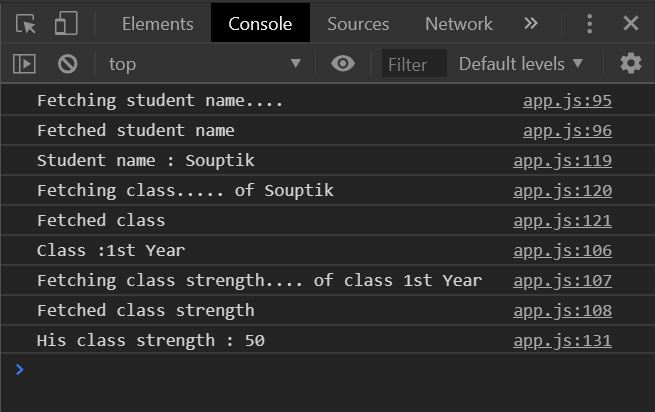 Elements Console Sources Network »
top ▼ Filter Default levels ▼
Fetching student name.... app.js:95
Fetched student name app.js:96
Student name : Souptik app.js:119
Fetching class..... of Souptik app.js:120
Fetched class app.js:121
Class :1st Year app.js:106
Fetching class strength.... of class 1st Year app.js:107
Fetched class strength app.js:108
His class strength : 50 app.js:131
>